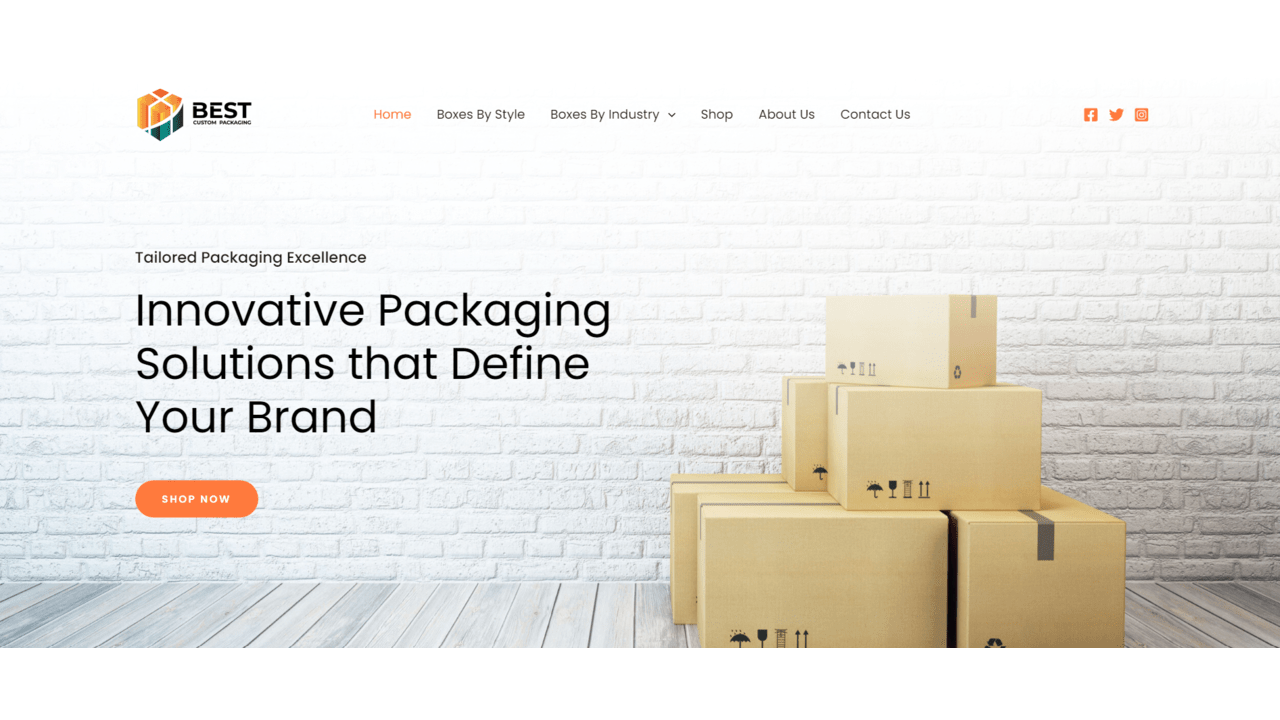 BEST
CUSTOM PACKAGING
Home Boxes By Style Boxes By Industry Shop About Us Contact Us
Tailored Packaging Excellence
Innovative Packaging
Solutions that Define
Your Brand
SHOP NOW